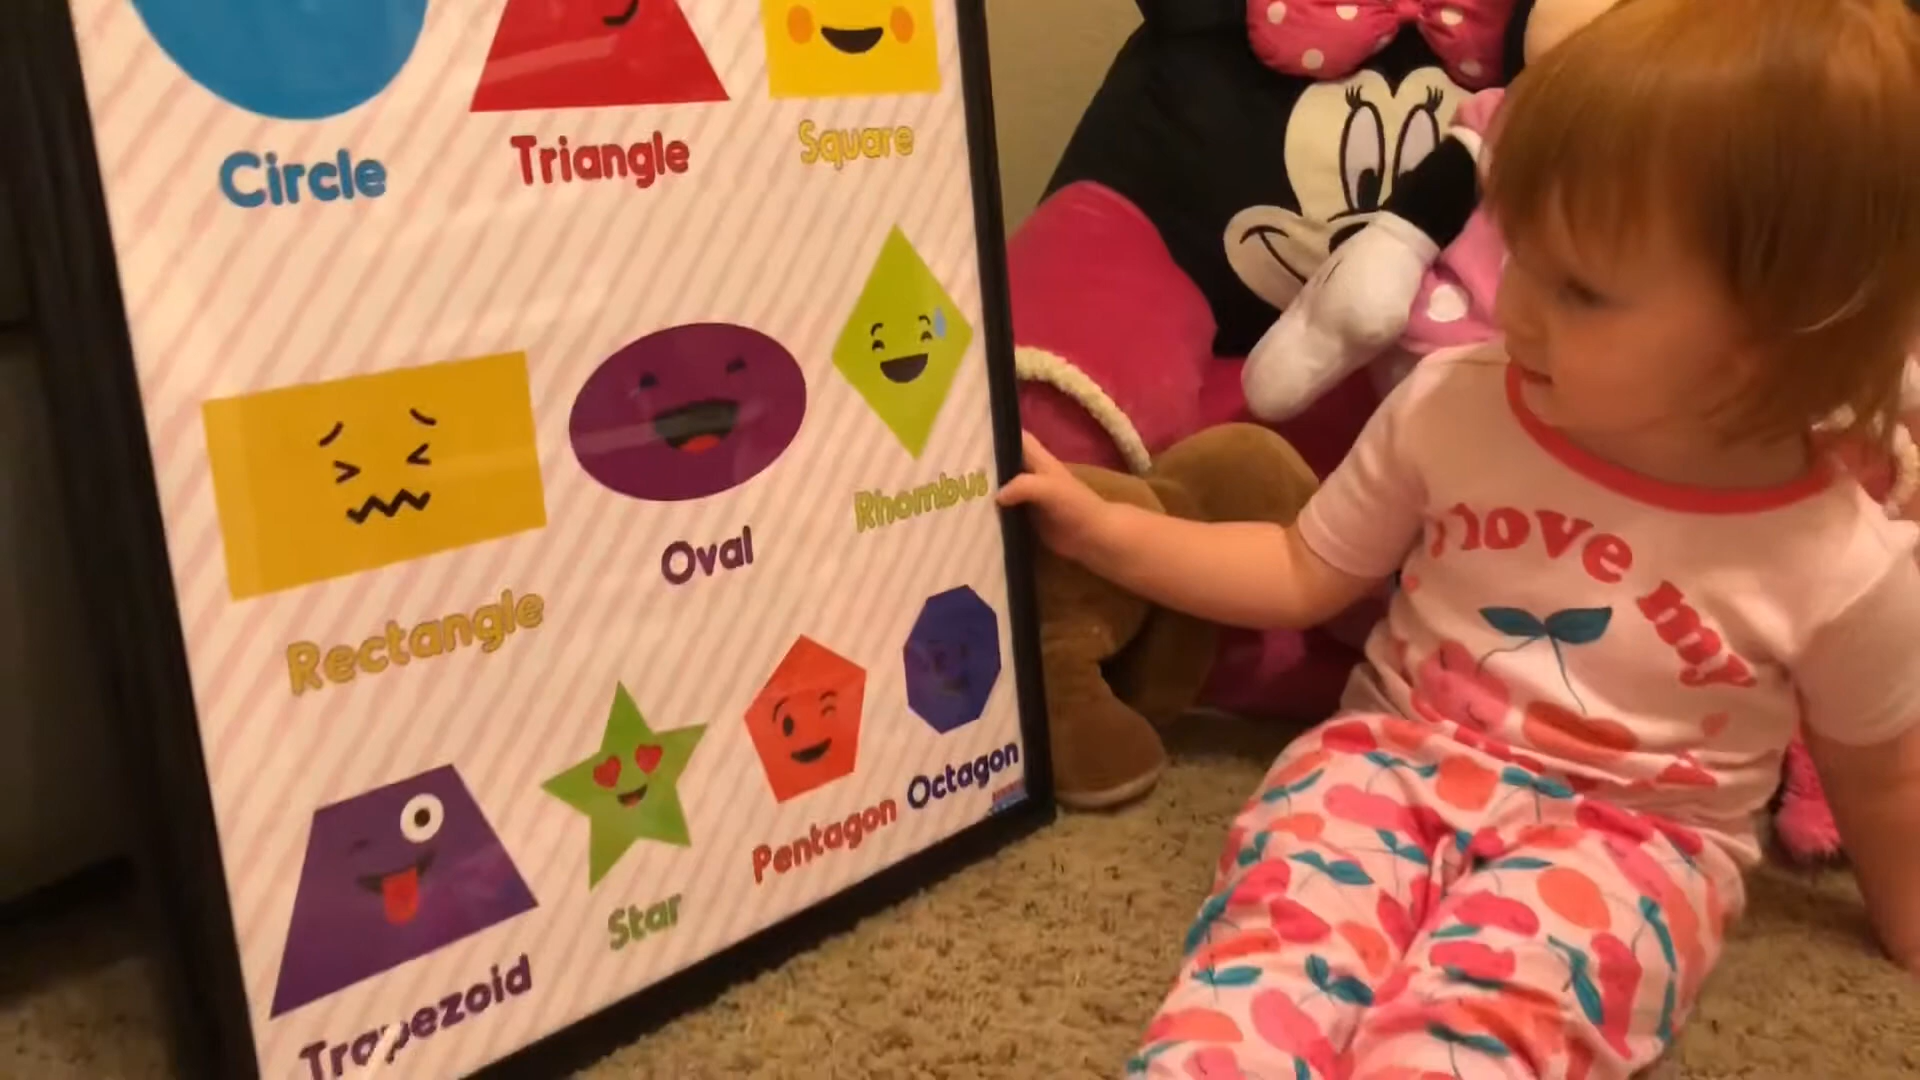 Circle Triangle Square
Rectangle Oval Rhombus
Trapezoid Star Pentagon Octagon
love my